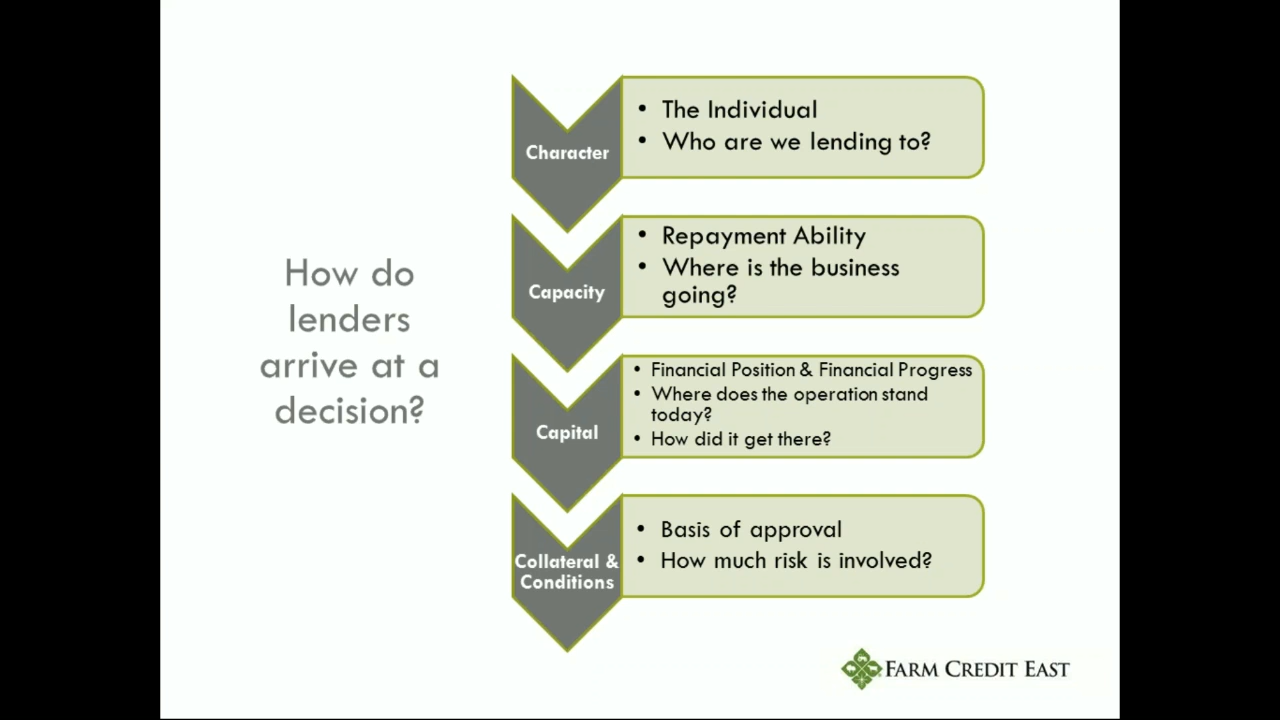 How do
lenders
arrive at a
decision?
Character
• The Individual
• Who are we lending to?
Capacity
• Repayment Ability
• Where is the business
going?
Capital
• Financial Position & Financial Progress
• Where does the operation stand
today?
• How did it get there?
Collateral &
Conditions
• Basis of approval
• How much risk is involved?
FARM CREDIT EAST